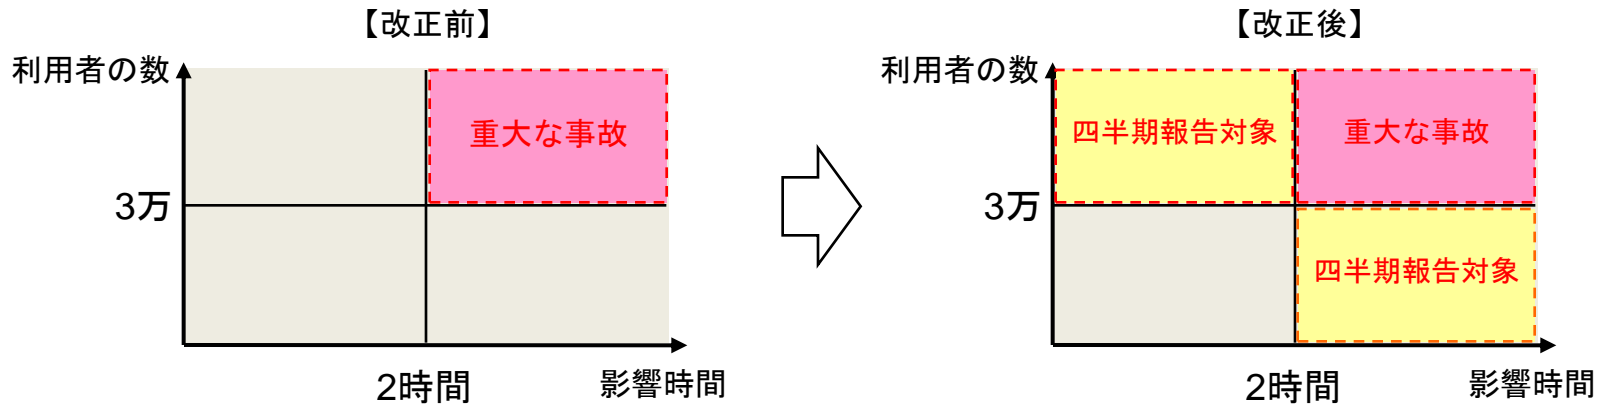 【改正前】
利用者の数
重大な事故
3万
2時間
影響時間
【改正後】
利用者の数
四半期報告対象
重大な事故
3万
四半期報告対象
2時間
影響時間